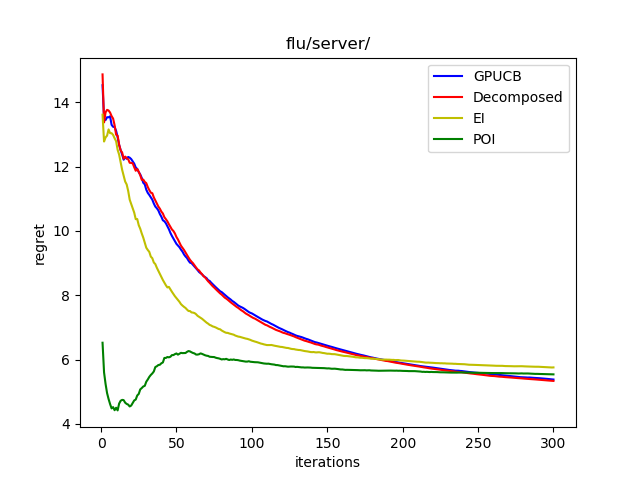 flu/server/
GPUCB
Decomposed
EI
POI
regret
14
12
10
8
6
4
0 50 100 150 200 250 300
iterations